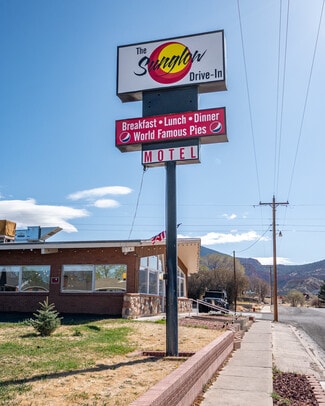 The
Sunglow
Drive-In
Breakfast • Lunch • Dinner
World Famous Pies
MOTEL